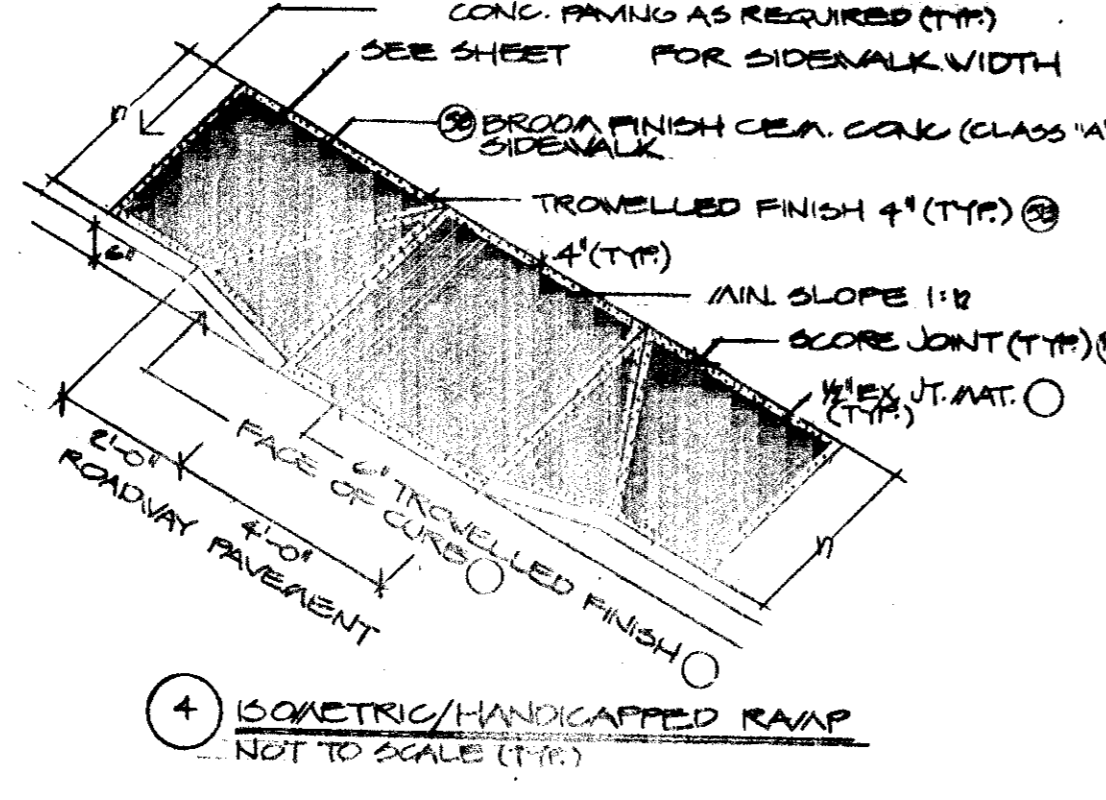 CONC. PAVING AS REQUIRED (TYP.)
SEE SHEET FOR SIDEWALK WIDTH
n
58 BROOM FINISH CEM. CONC (CLASS "A"
SIDEWALK
TROWELLED FINISH 4" (TYP.) 58
4" (TYP.)
6"
MIN. SLOPE 1:12
SCORE JOINT (TYP.)
1/2" EX. JT. MAT.
(TYP.)
2'-0"
4'-0"
ROADWAY PAVEMENT
FACE OF CURB
6" TROWELLED FINISH
n
4 ISOMETRIC/HANDICAPPED RAMP
NOT TO SCALE (TYP.)